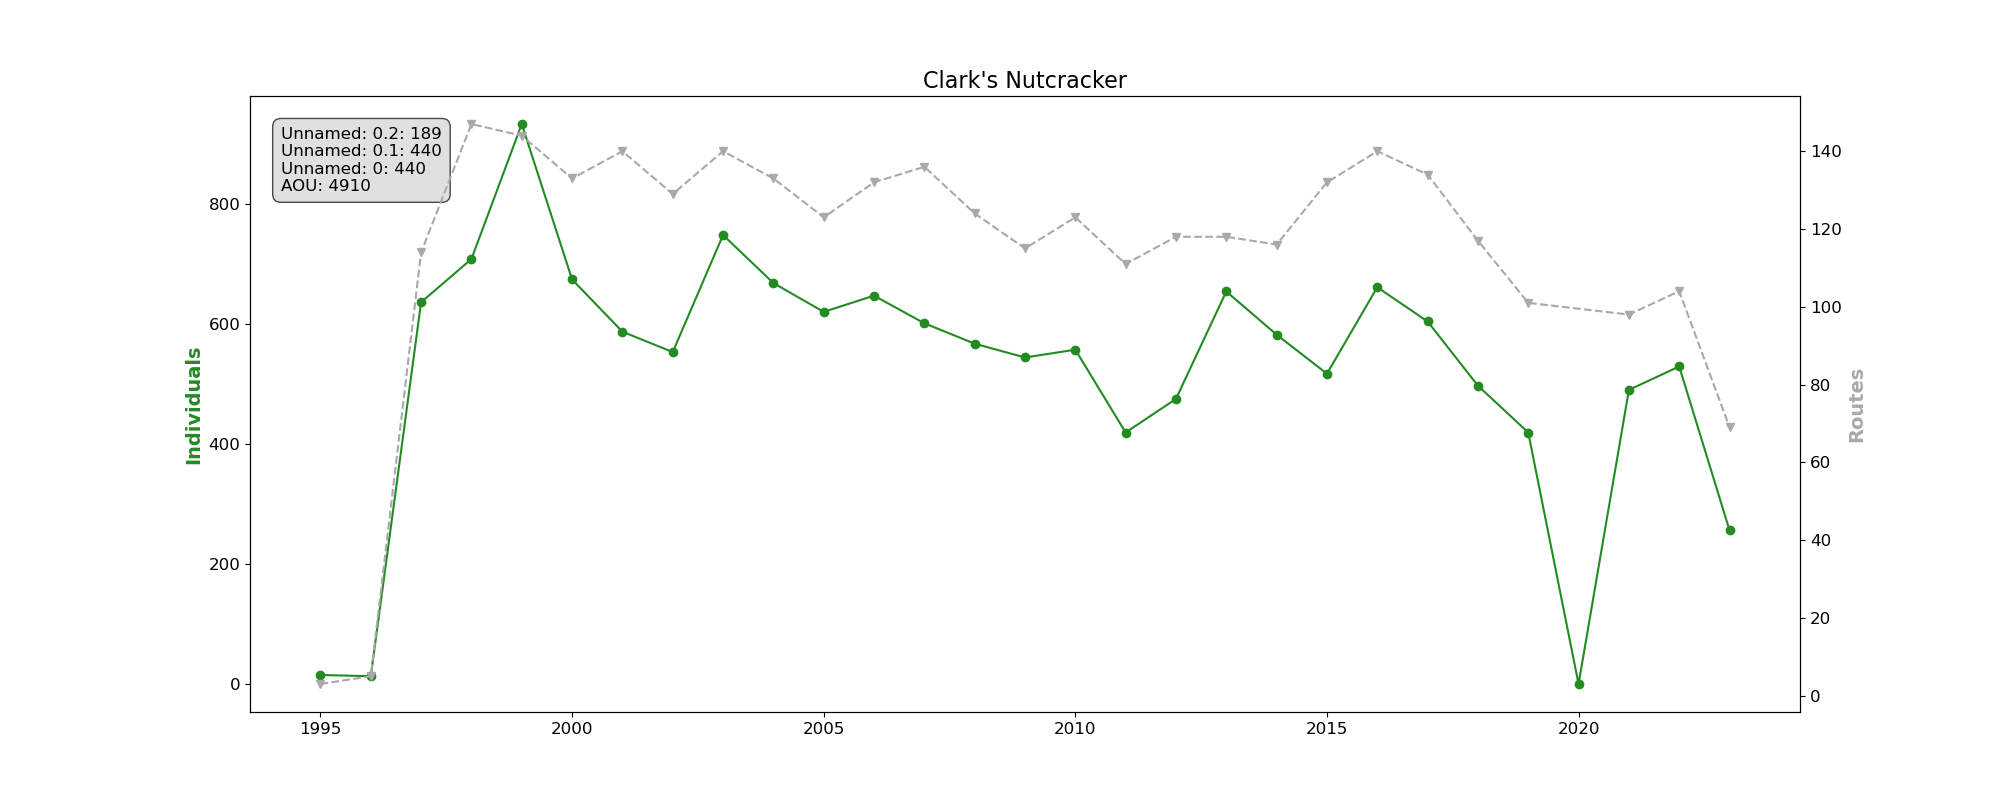 Clark's Nutcracker
Unnamed: 0.2: 189
Unnamed: 0.1: 440
Unnamed: 0: 440
AOU: 4910
Individuals
800
600
400
200
0
Routes
140
120
100
80
60
40
20
0
1995 2000 2005 2010 2015 2020